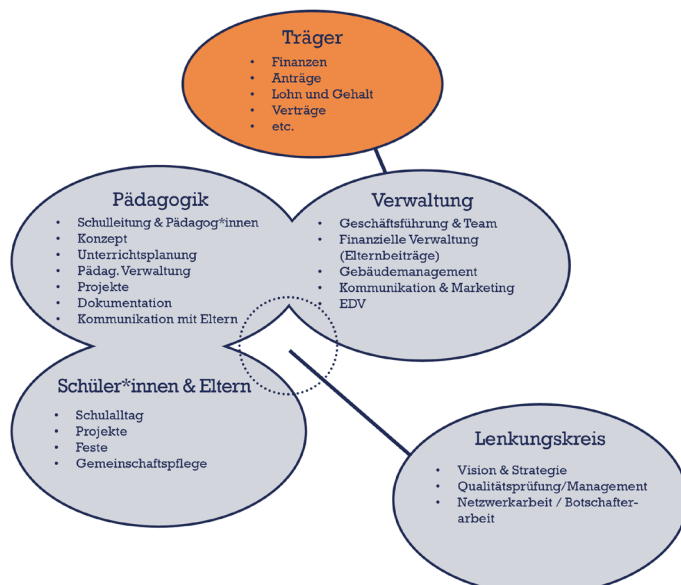 Träger
• Finanzen
• Anträge
• Lohn und Gehalt
• Verträge
• etc.
Pädagogik
• Schulleitung & Pädagog*innen
• Konzept
• Unterrichtsplanung
• Pädag. Verwaltung
• Projekte
• Dokumentation
• Kommunikation mit Eltern
Verwaltung
• Geschäftsführung & Team
• Finanzielle Verwaltung
(Elternbeiträge)
• Gebäudemanagement
• Kommunikation & Marketing
• EDV
Schüler*innen & Eltern
• Schulalltag
• Projekte
• Feste
• Gemeinschaftspflege
Lenkungskreis
• Vision & Strategie
• Qualitätsprüfung/Management
• Netzwerkarbeit / Botschafter-
arbeit